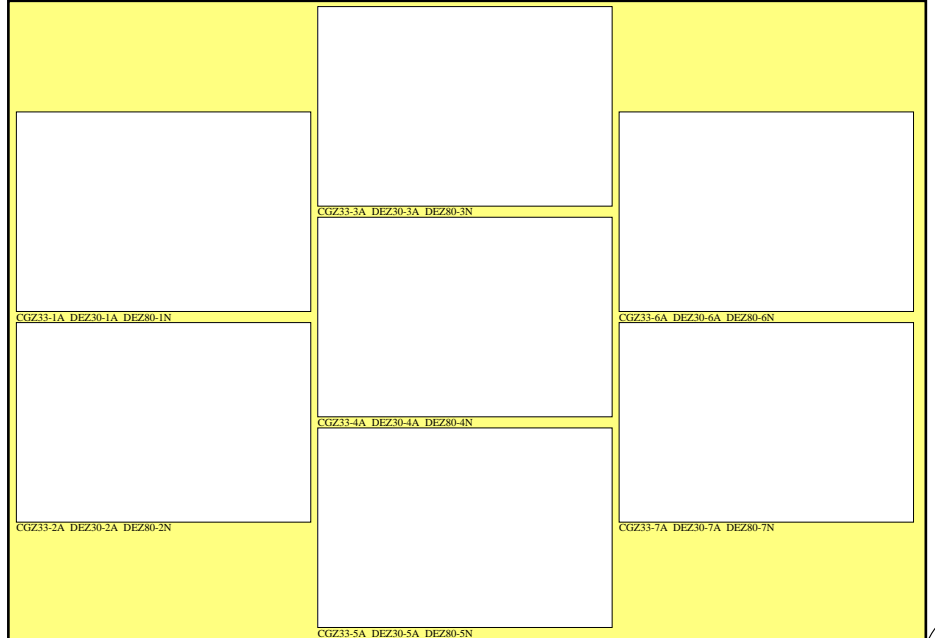 CGZ33-3A DEZ30-3A DEZ80-3N
CGZ33-1A DEZ30-1A DEZ80-1N
CGZ33-6A DEZ30-6A DEZ80-6N
CGZ33-4A DEZ30-4A DEZ80-4N
CGZ33-2A DEZ30-2A DEZ80-2N
CGZ33-7A DEZ30-7A DEZ80-7N
CGZ33-5A DEZ30-5A DEZ80-5N